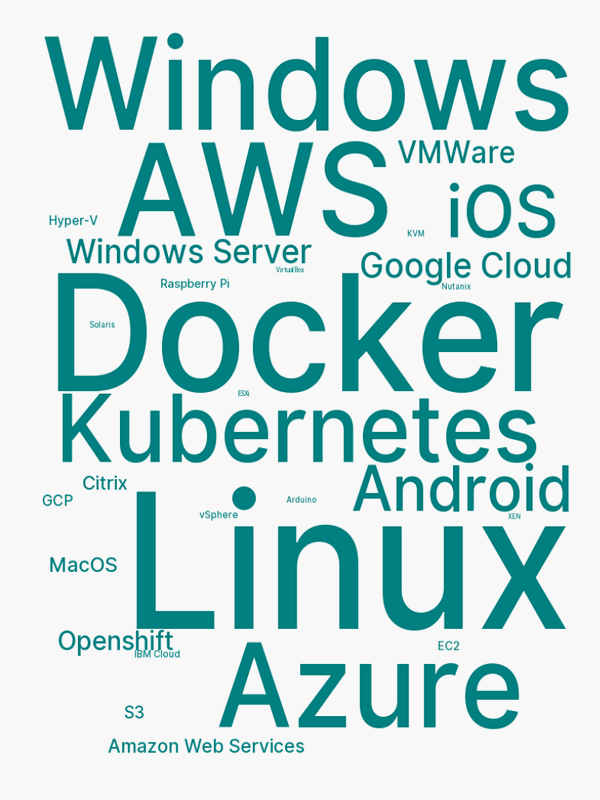 Windows
AWS
VMWare
iOS
Hyper-V
KVM
Windows Server
Google Cloud
VirtualBox
Raspberry Pi
Nutanix
Docker
Solaris
ESXi
Kubernetes
Android
Citrix
GCP
Linux
Arduino
vSphere
XEN
MacOS
Openshift
EC2
IBM Cloud
Azure
S3
Amazon Web Services